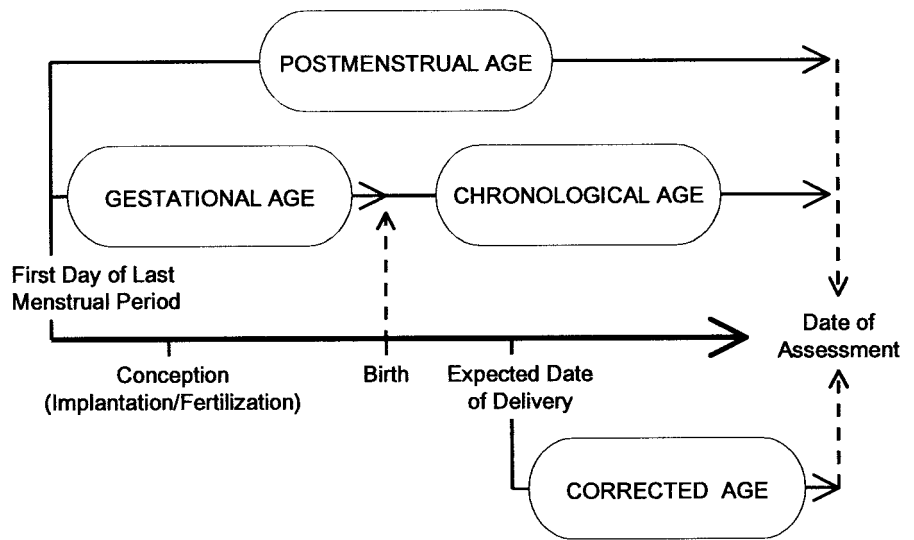 POSTMENSTRUAL AGE
GESTATIONAL AGE
CHRONOLOGICAL AGE
First Day of Last
Menstrual Period
Date of
Assessment
Conception
(Implantation/Fertilization)
Birth
Expected Date
of Delivery
CORRECTED AGE